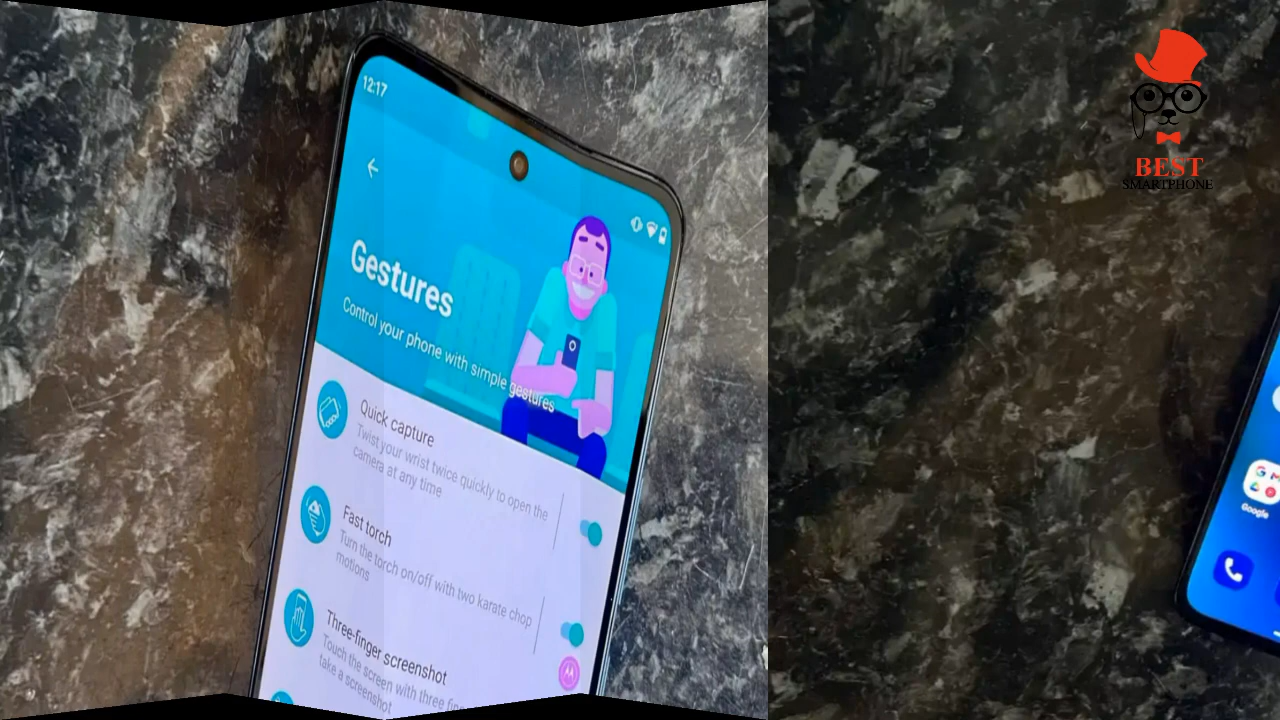 12:17
Gestures
Control your phone with simple gestures
Quick capture
Twist your wrist twice quickly to open the
camera at any time
Fast torch
Turn the torch on/off with two karate chop
motions
Three-finger screenshot
Touch the screen with three
take a screenshot
BEST
SMARTPHONE
Google